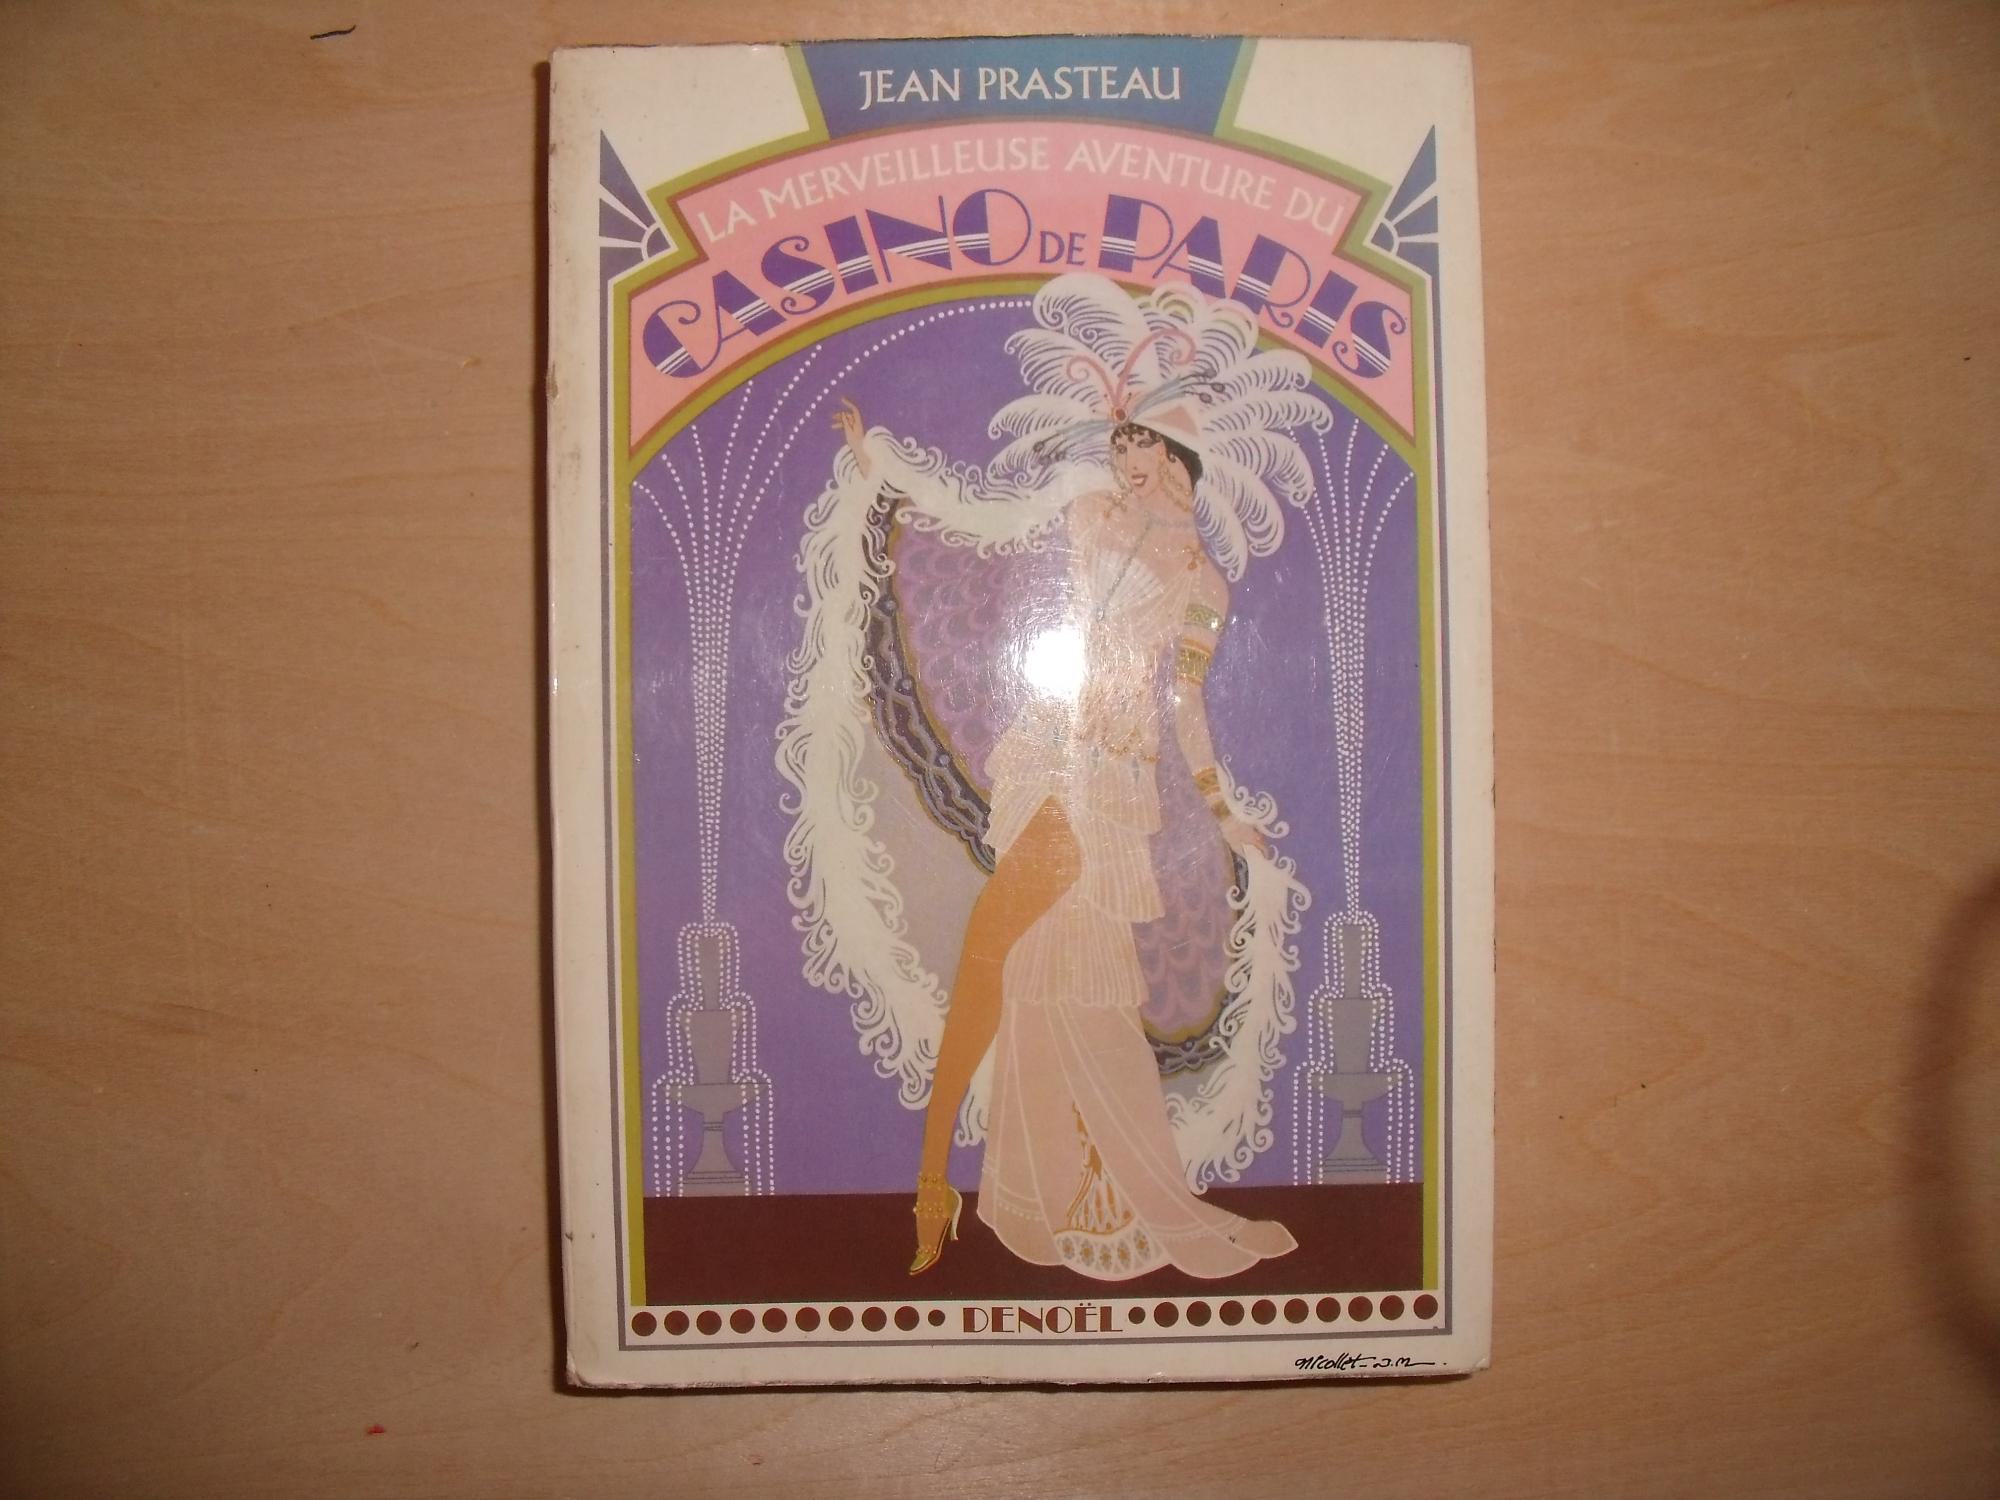 JEAN PRASTEAU
LA MERVEILLEUSE AVENTURE DU
CASINO DE PARIS
DENOËL